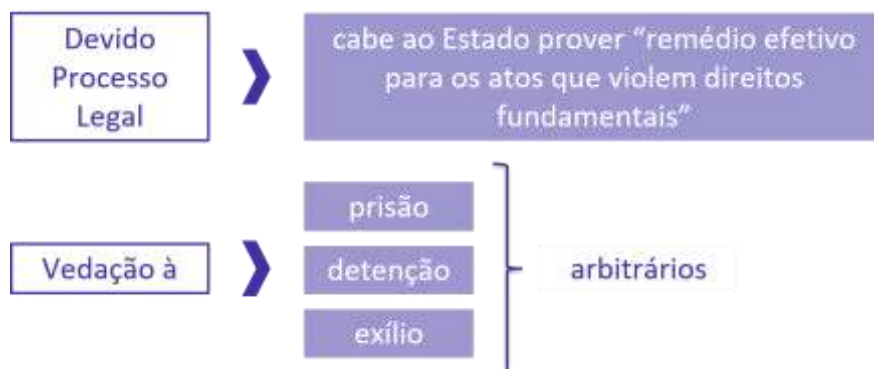 Devido
Processo
Legal
cabe ao Estado prover “remédio efetivo
para os atos que violem direitos
fundamentais”
Vedação à
prisão
detenção
exílio
arbitrários